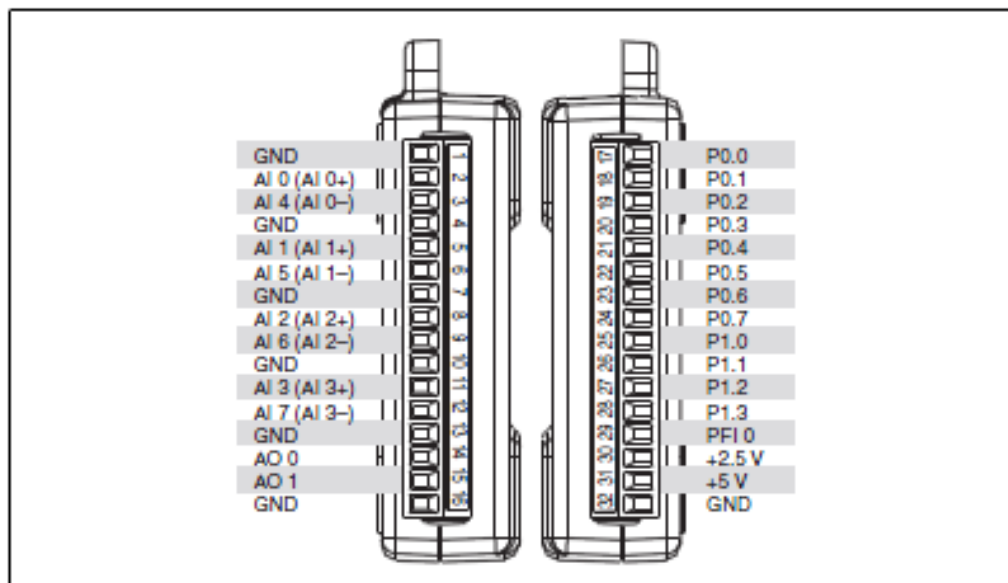 GND 1
AI 0 (AI 0+) 2
AI 4 (AI 0–) 3
GND 4
AI 1 (AI 1+) 5
AI 5 (AI 1–) 6
GND 7
AI 2 (AI 2+) 8
AI 6 (AI 2–) 9
GND 10
AI 3 (AI 3+) 11
AI 7 (AI 3–) 12
GND 13
AO 0 14
AO 1 15
GND 16
17 P0.0
18 P0.1
19 P0.2
20 P0.3
21 P0.4
22 P0.5
23 P0.6
24 P0.7
25 P1.0
26 P1.1
27 P1.2
28 P1.3
29 PFI 0
30 +2.5 V
31 +5 V
32 GND